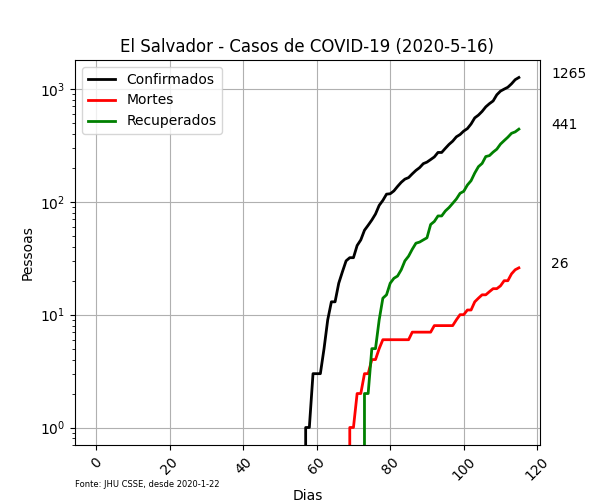 El Salvador - Casos de COVID-19 (2020-5-16)
Confirmados
Mortes
Recuperados
1265
441
26
Pessoas
10³
10²
10¹
10⁰
0 20 40 60 80 100 120
Fonte: JHU CSSE, desde 2020-1-22
Dias